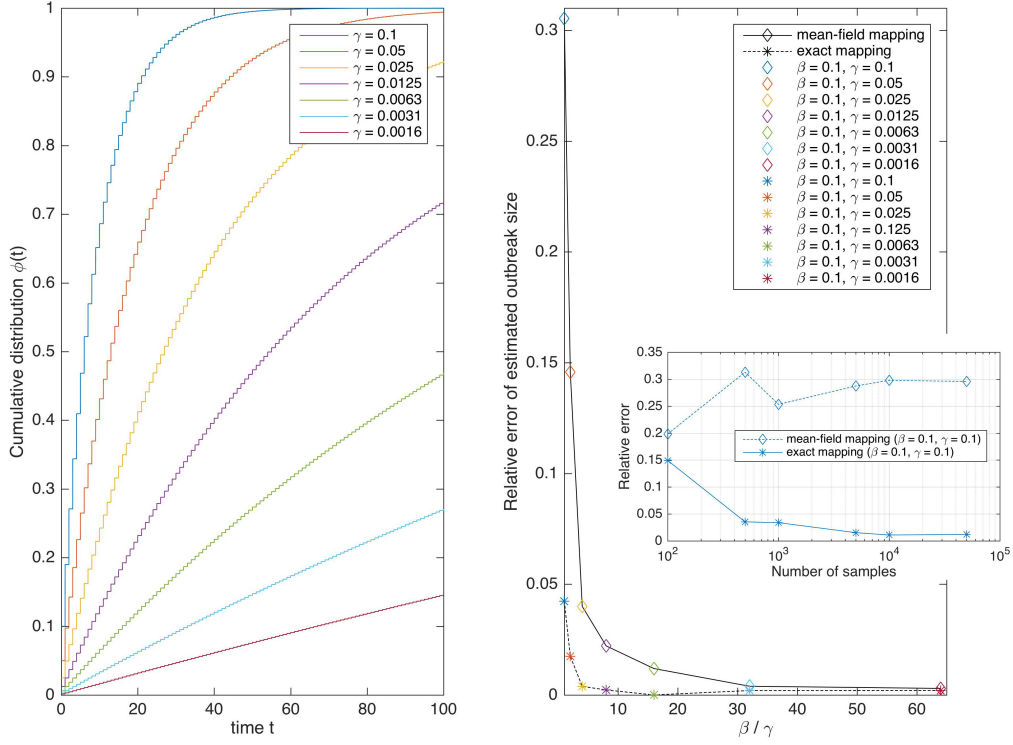 1
0.9
0.8
0.7
0.6
0.5
0.4
0.3
0.2
0.1
0
0 20 40 60 80 100
time t
Cumulative distribution ϕ(t)
γ = 0.1
γ = 0.05
γ = 0.025
γ = 0.0125
γ = 0.0063
γ = 0.0031
γ = 0.0016
0.3
0.25
0.2
0.15
0.1
0.05
0
10 20 30 40 50 60
β / γ
Relative error of estimated outbreak size
mean-field mapping
exact mapping
β = 0.1, γ = 0.1
β = 0.1, γ = 0.05
β = 0.1, γ = 0.025
β = 0.1, γ = 0.0125
β = 0.1, γ = 0.0063
β = 0.1, γ = 0.0031
β = 0.1, γ = 0.0016
β = 0.1, γ = 0.1
β = 0.1, γ = 0.05
β = 0.1, γ = 0.025
β = 0.1, γ = 0.125
β = 0.1, γ = 0.0063
β = 0.1, γ = 0.0031
β = 0.1, γ = 0.0016
0.35
0.3
0.25
0.2
0.15
0.1
0.05
0
10² 10³ 10⁴ 10⁵
Number of samples
Relative error
mean-field mapping (β = 0.1, γ = 0.1)
exact mapping (β = 0.1, γ = 0.1)